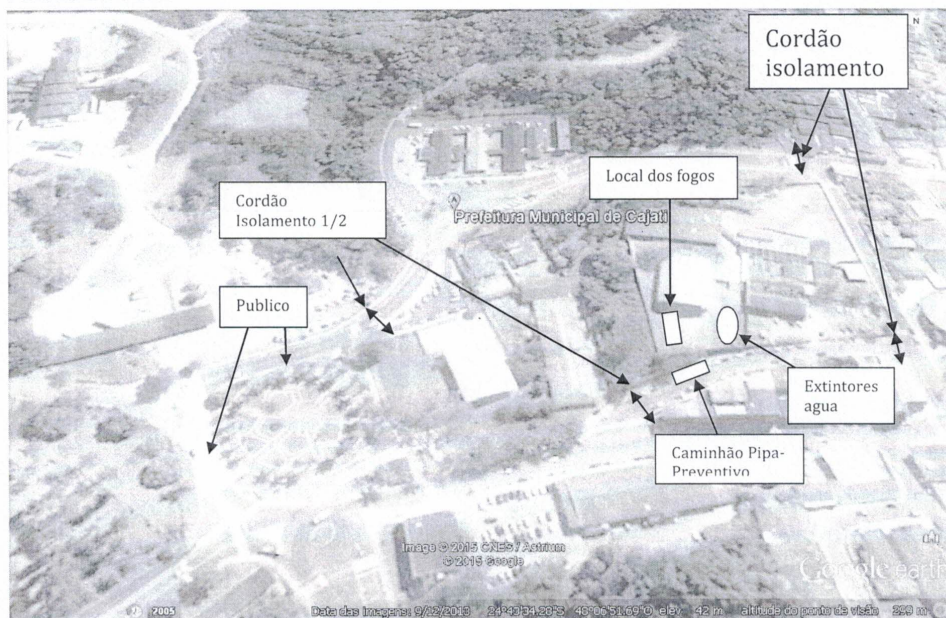 N
Cordão
isolamento
Local dos fogos
Cordão
Isolamento 1/2
A
Prefeitura Municipal de Cajati
Publico
Extintores
agua
Caminhão Pipa-
Preventivo
Image © 2015 CNES / Astrium
© 2015 Google
Google earth
2005
Data das imagens: 9/12/2013 24°43'34.28"S 48°06'51.69"O elev 42 m altitude do ponto de visão 298 m